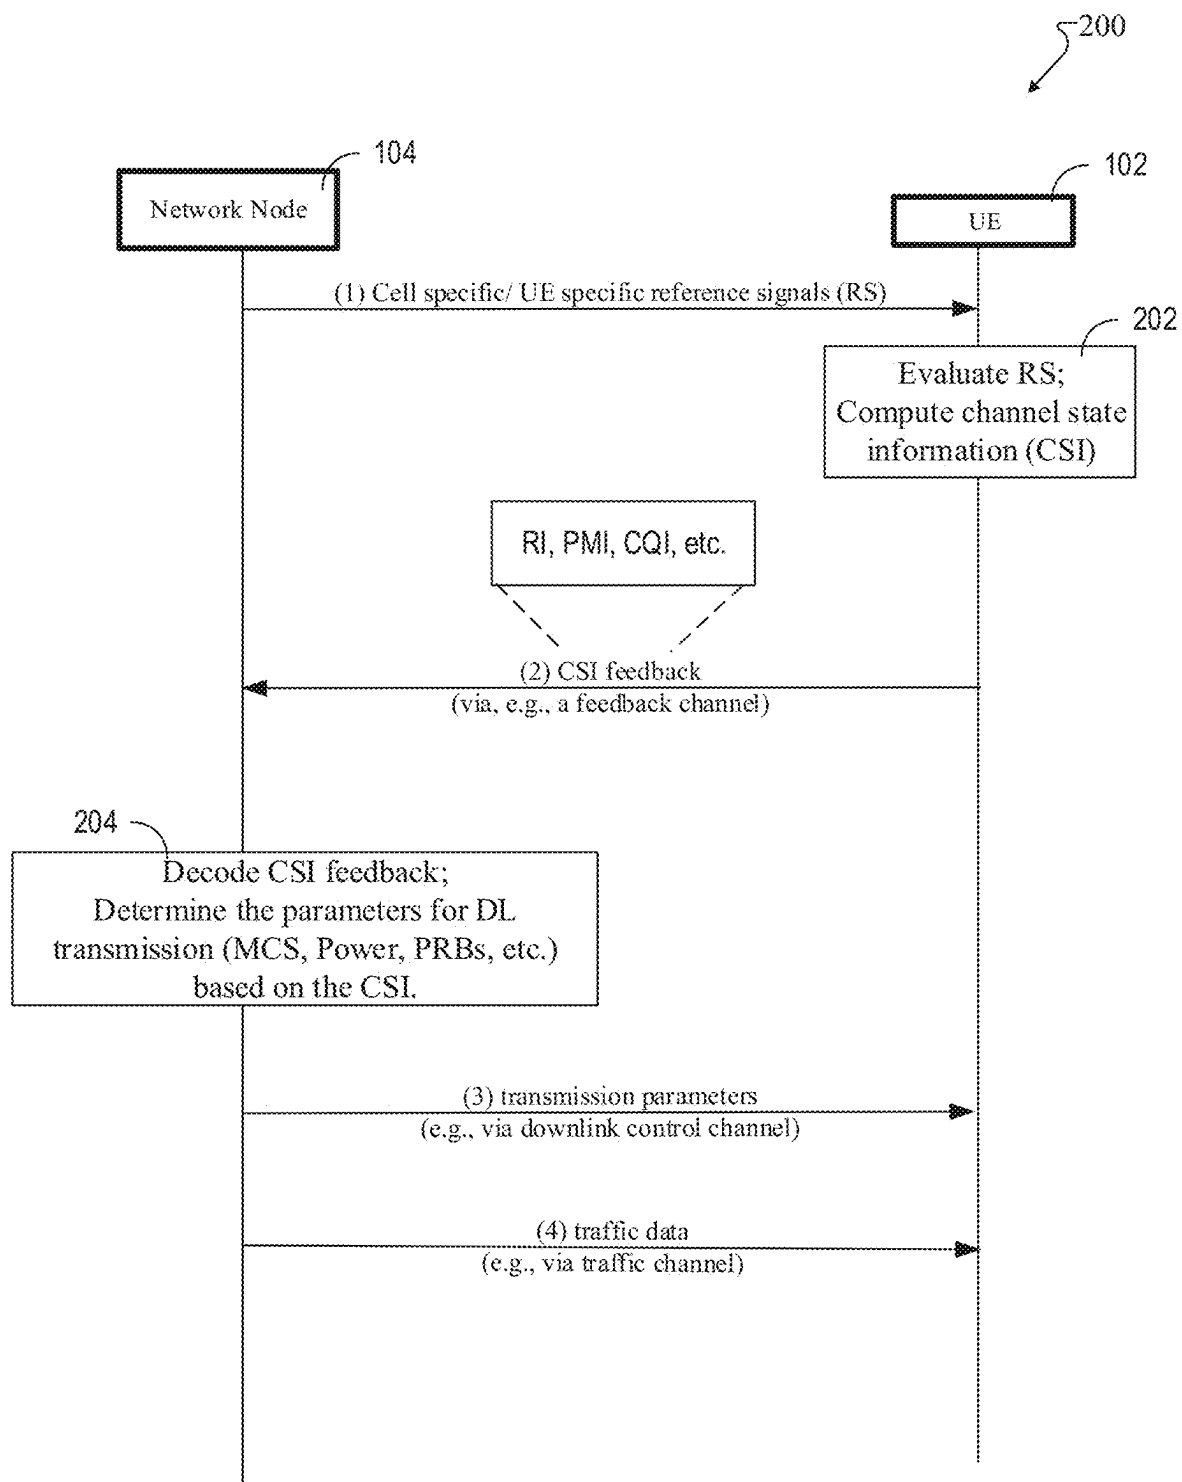 200
104
Network Node
102
UE
(1) Cell specific/ UE specific reference signals (RS)
202
Evaluate RS;
Compute channel state
information (CSI)
RI, PMI, CQI, etc.
(2) CSI feedback
(via, e.g., a feedback channel)
204
Decode CSI feedback;
Determine the parameters for DL
transmission (MCS, Power, PRBs, etc.)
based on the CSI.
(3) transmission parameters
(e.g., via downlink control channel)
(4) traffic data
(e.g., via traffic channel)